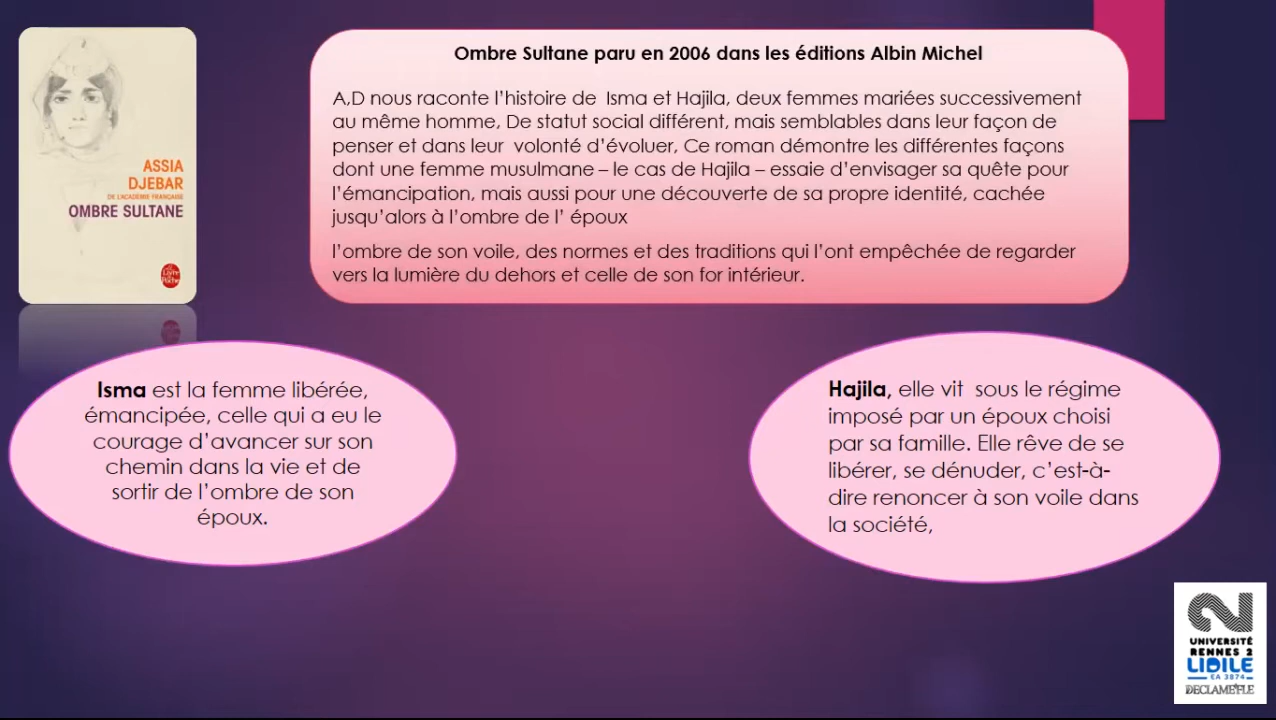 Ombre Sultane paru en 2006 dans les éditions Albin Michel
A,D nous raconte l’histoire de Isma et Hajila, deux femmes mariées successivement
au même homme, De statut social différent, mais semblables dans leur façon de
penser et dans leur volonté d’évoluer, Ce roman démontre les différentes façons
dont une femme musulmane – le cas de Hajila – essaie d’envisager sa quête pour
l’émancipation, mais aussi pour une découverte de sa propre identité, cachée
jusqu’alors à l’ombre de l’ époux
l’ombre de son voile, des normes et des traditions qui l’ont empêchée de regarder
vers la lumière du dehors et celle de son for intérieur.
ASSIA
DJEBAR
DE L'ACADÉMIE FRANÇAISE
OMBRE SULTANE
Le Livre
de Poche
Isma est la femme libérée,
émancipée, celle qui a eu le
courage d’avancer sur son
chemin dans la vie et de
sortir de l’ombre de son
époux.
Hajila, elle vit sous le régime
imposé par un époux choisi
par sa famille. Elle rêve de se
libérer, se dénuder, c’est-à-
dire renoncer à son voile dans
la société,
UNIVERSITÉ
RENNES 2
LIDILE
EA 3874
DECLAME'FLE